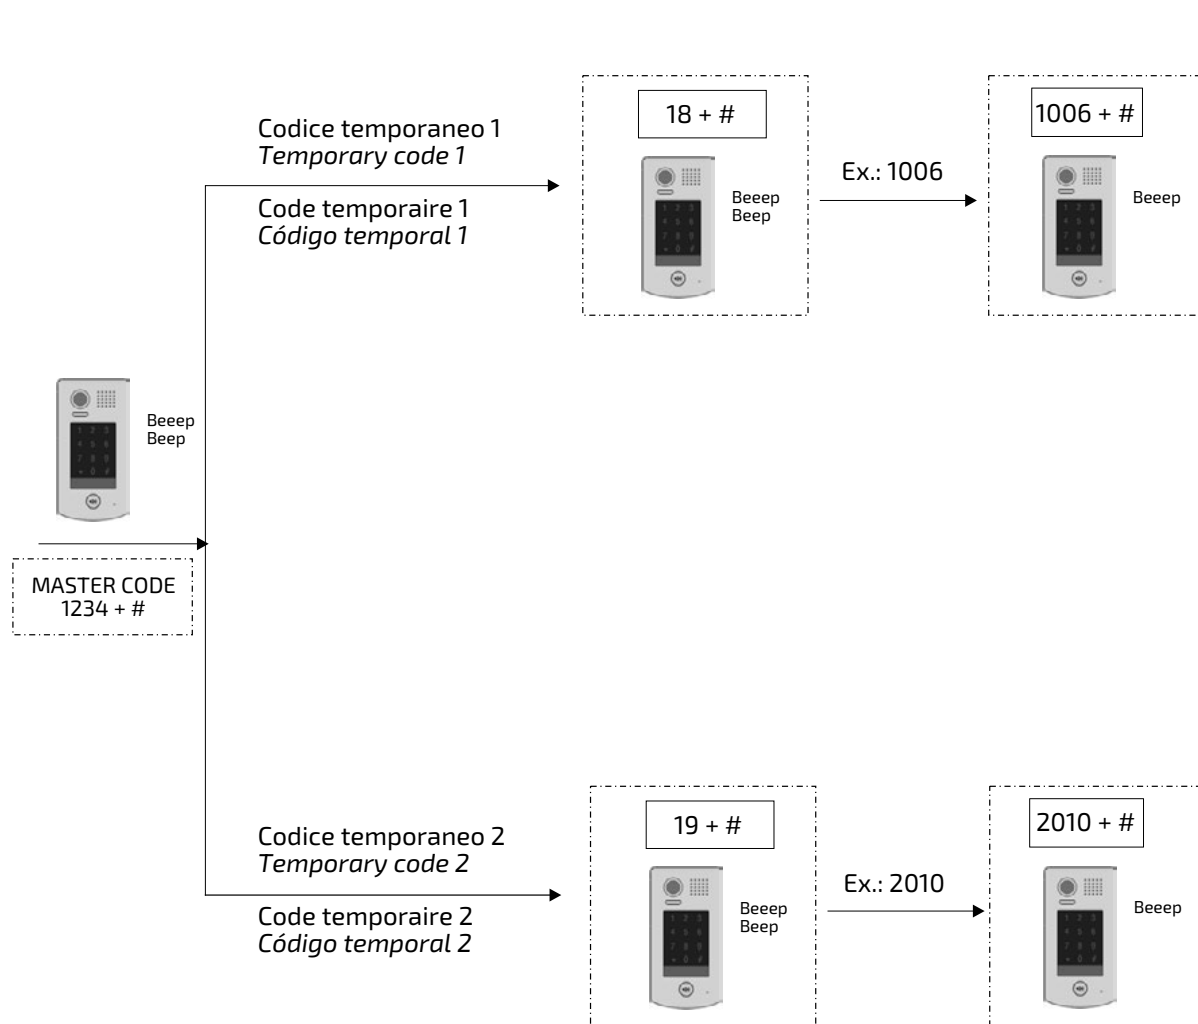 Codice temporaneo 1
Temporary code 1
Code temporaire 1
Código temporal 1
18 + #
Beeep
Beep
Ex.: 1006
1006 + #
Beeep
Beeep
Beep
MASTER CODE
1234 + #
Codice temporaneo 2
Temporary code 2
Code temporaire 2
Código temporal 2
19 + #
Beeep
Beep
Ex.: 2010
2010 + #
Beeep